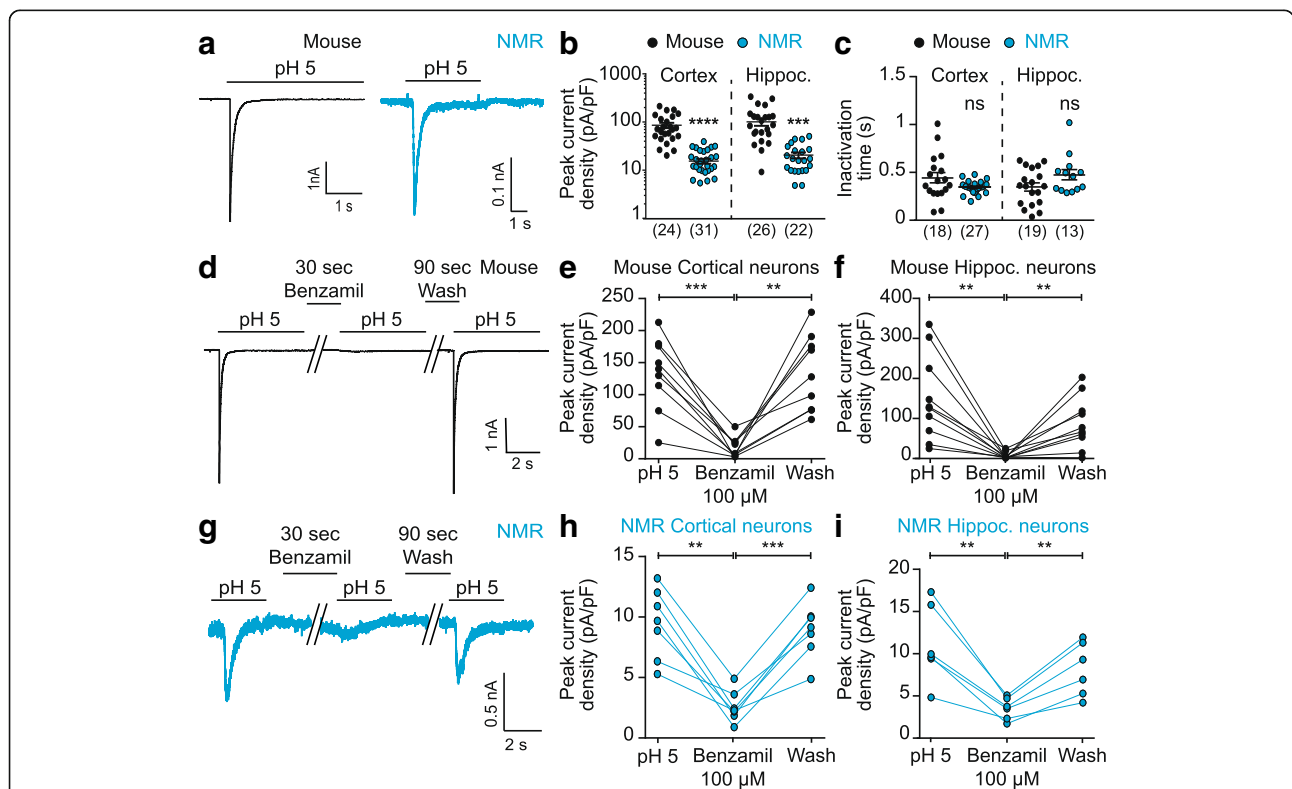 a
Mouse
NMR
pH 5
pH 5
1nA
1 s
0.1 nA
1 s
b
Mouse
NMR
Cortex
Hippoc.
Peak current
density (pA/pF)
1000
100
10
1
****
***
(24)
(31)
(26)
(22)
c
Mouse
NMR
Cortex
Hippoc.
ns
ns
Inactivation
time (s)
1.5
1
0.5
0
(18)
(27)
(19)
(13)
d
30 sec
Benzamil
90 sec
Wash
Mouse
pH 5
pH 5
pH 5
1 nA
2 s
e
Mouse Cortical neurons
***
**
Peak current
density (pA/pF)
250
200
150
100
50
0
pH 5
Benzamil
100 µM
Wash
f
Mouse Hippoc. neurons
**
**
Peak current
density (pA/pF)
400
300
200
100
0
pH 5
Benzamil
100 µM
Wash
g
30 sec
Benzamil
90 sec
Wash
NMR
pH 5
pH 5
pH 5
0.5 nA
2 s
h
NMR Cortical neurons
**
***
Peak current
density (pA/pF)
15
10
5
0
pH 5
Benzamil
100 µM
Wash
i
NMR Hippoc. neurons
**
**
Peak current
density (pA/pF)
20
15
10
5
0
pH 5
Benzamil
100 µM
Wash